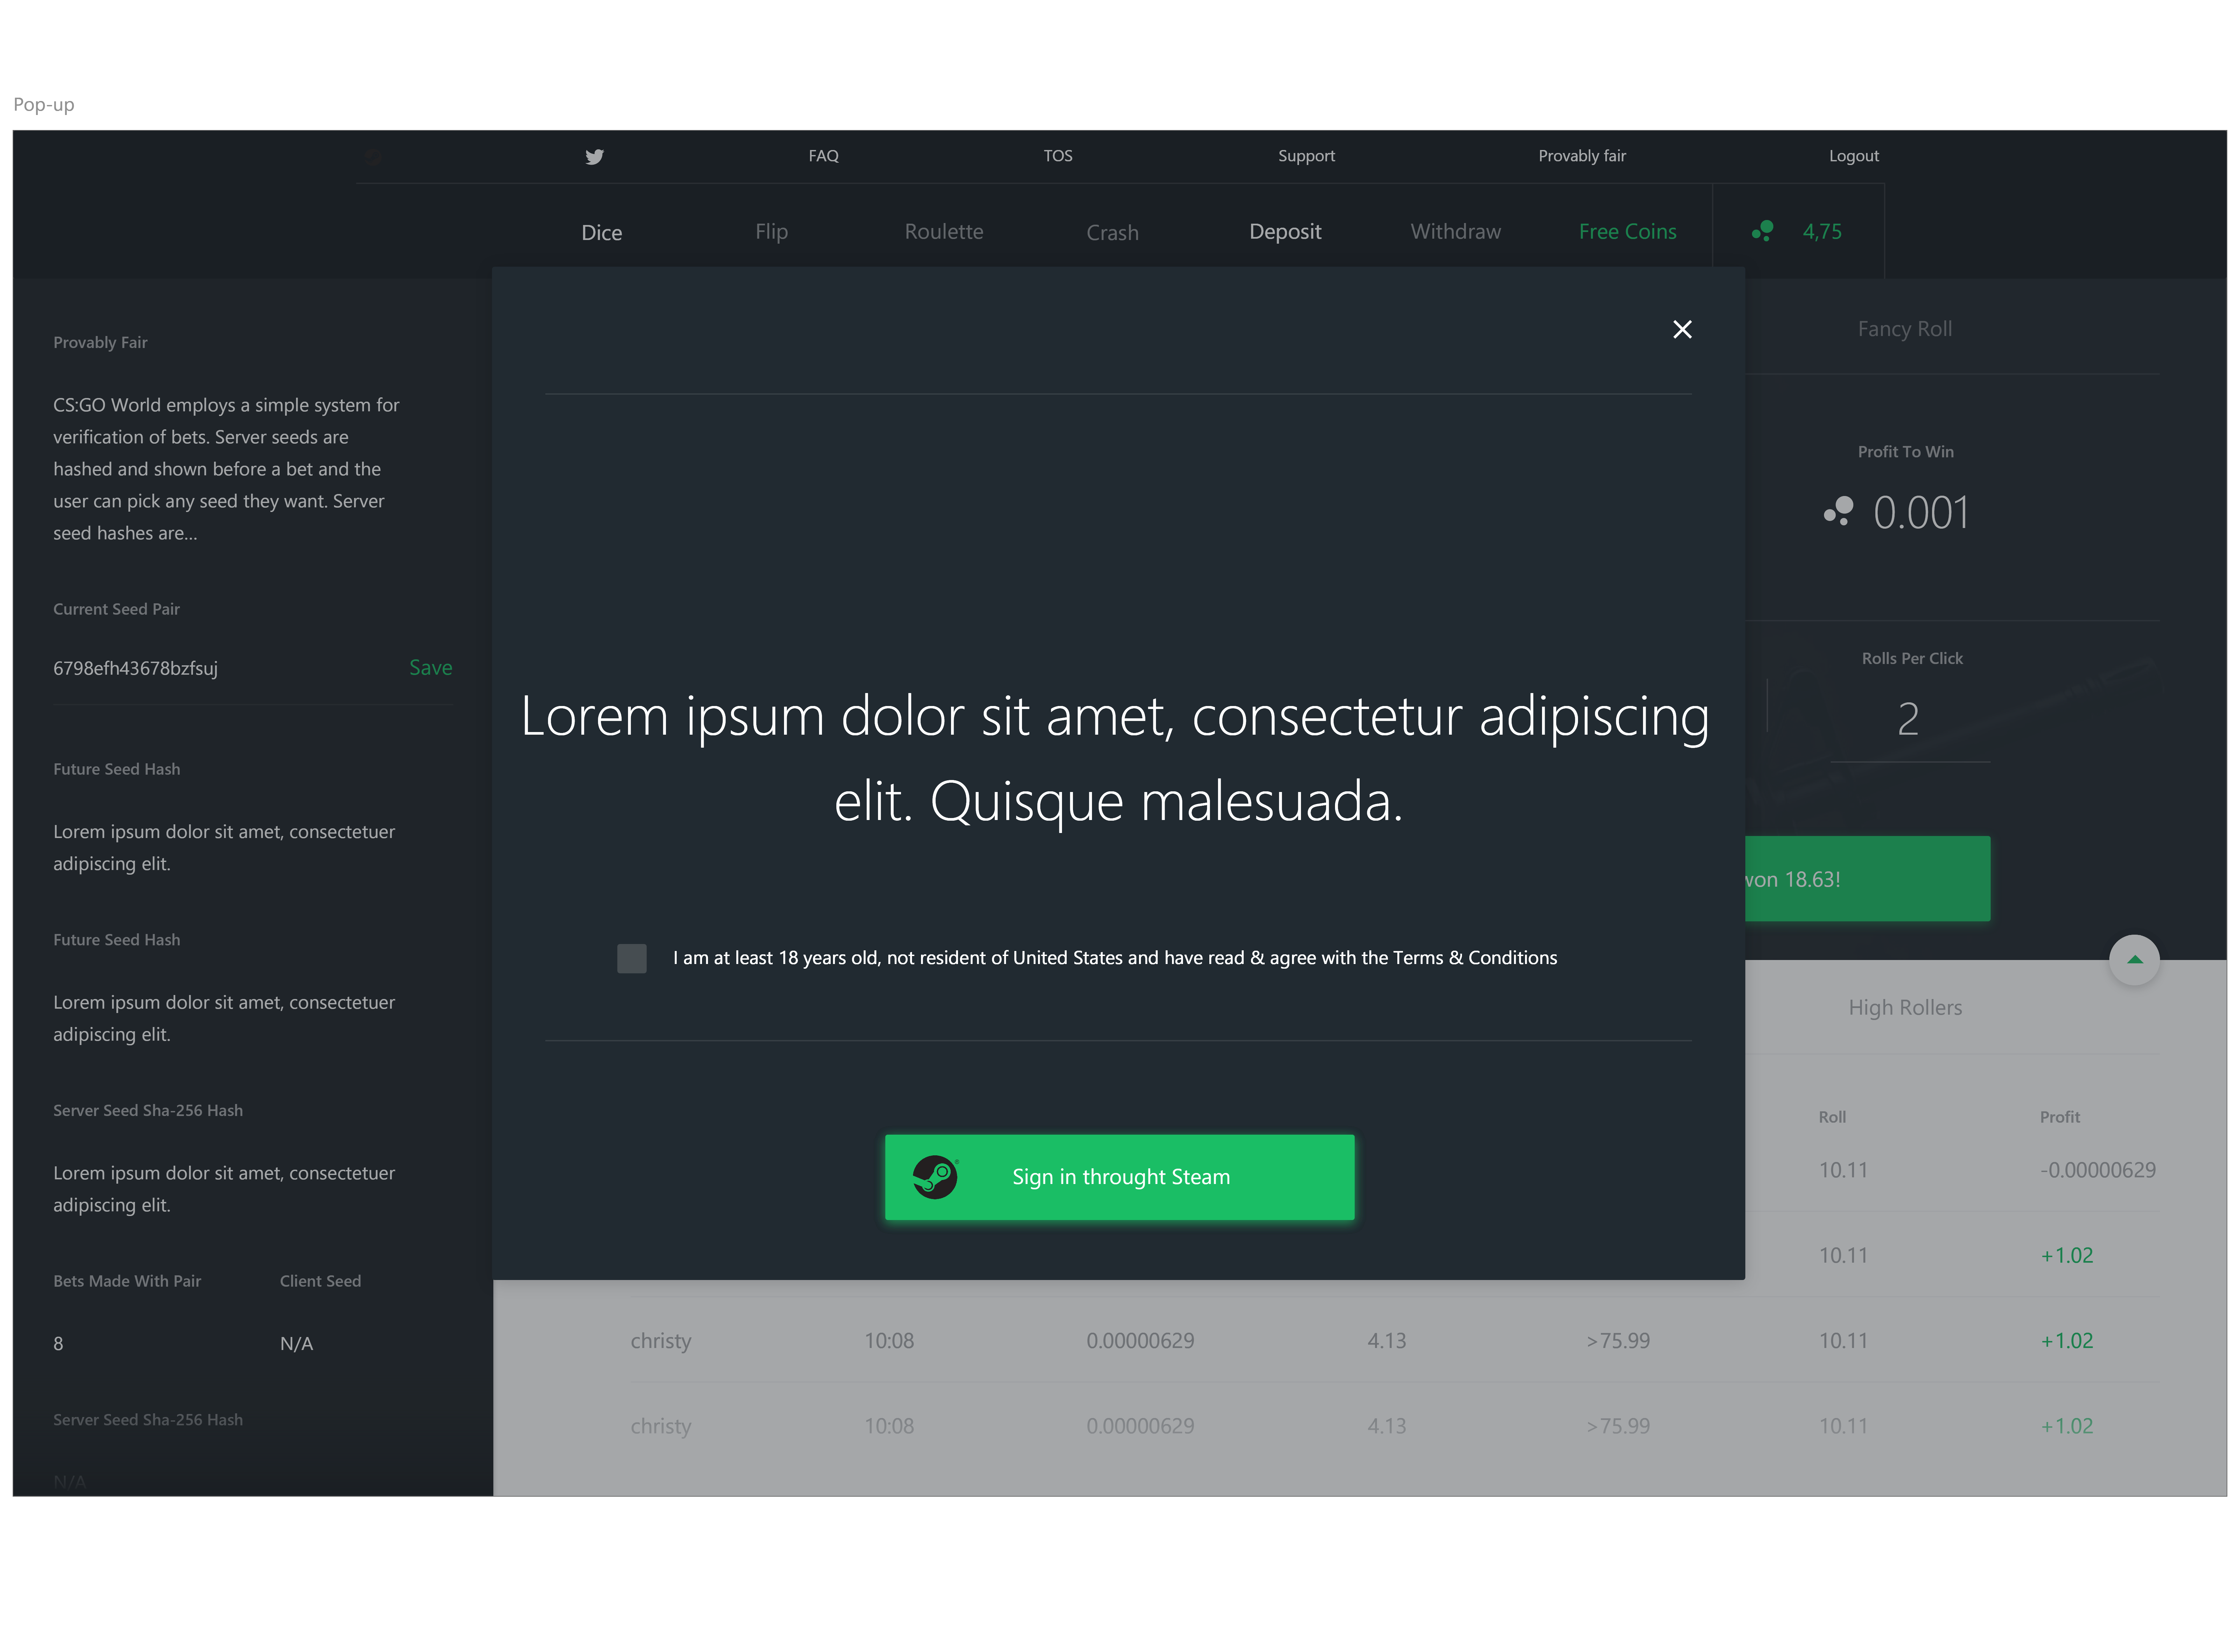 Pop-up
FAQ
TOS
Support
Provably fair
Logout
Dice
Flip
Roulette
Crash
Deposit
Withdraw
Free Coins
4,75
Provably Fair
CS:GO World employs a simple system for
verification of bets. Server seeds are
hashed and shown before a bet and the
user can pick any seed they want. Server
seed hashes are...
Current Seed Pair
6798efh43678bzfsuj
Save
Future Seed Hash
Lorem ipsum dolor sit amet, consectetuer
adipiscing elit.
Future Seed Hash
Lorem ipsum dolor sit amet, consectetuer
adipiscing elit.
Server Seed Sha-256 Hash
Lorem ipsum dolor sit amet, consectetuer
adipiscing elit.
Bets Made With Pair
Client Seed
8
N/A
Server Seed Sha-256 Hash
N/A
Lorem ipsum dolor sit amet, consectetur adipiscing
elit. Quisque malesuada.
I am at least 18 years old, not resident of United States and have read & agree with the Terms & Conditions
Sign in throught Steam
Fancy Roll
Profit To Win
0.001
Rolls Per Click
2
won 18.63!
High Rollers
Roll
Profit
10.11
-0.00000629
10.11
+1.02
christy
10:08
0.00000629
4.13
>75.99
10.11
+1.02
christy
10:08
0.00000629
4.13
>75.99
10.11
+1.02